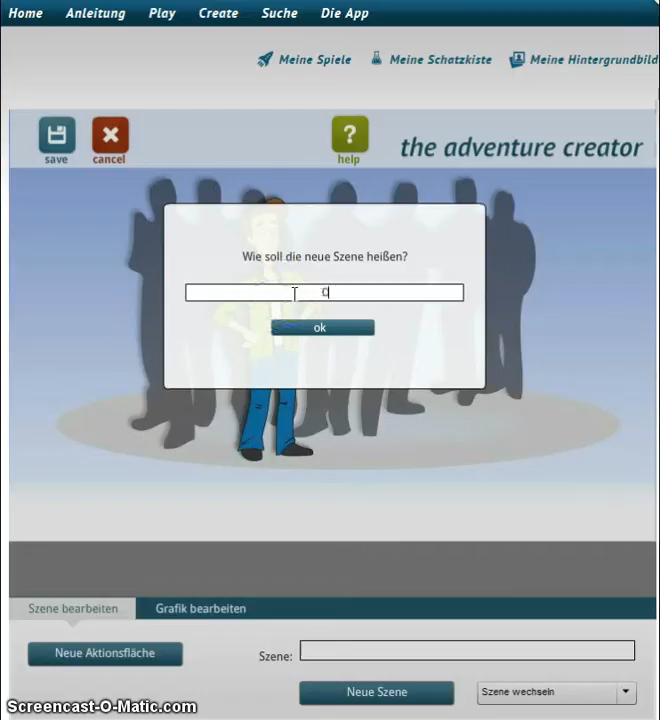 Home Anleitung Play Create Suche Die App
Meine Spiele Meine Schatzkiste Meine Hintergrundbild
save cancel help the adventure creator
Wie soll die neue Szene heißen?
ok
Szene bearbeiten Grafik bearbeiten
Neue Aktionsfläche Szene:
Neue Szene Szene wechseln
Screencast-O-Matic.com